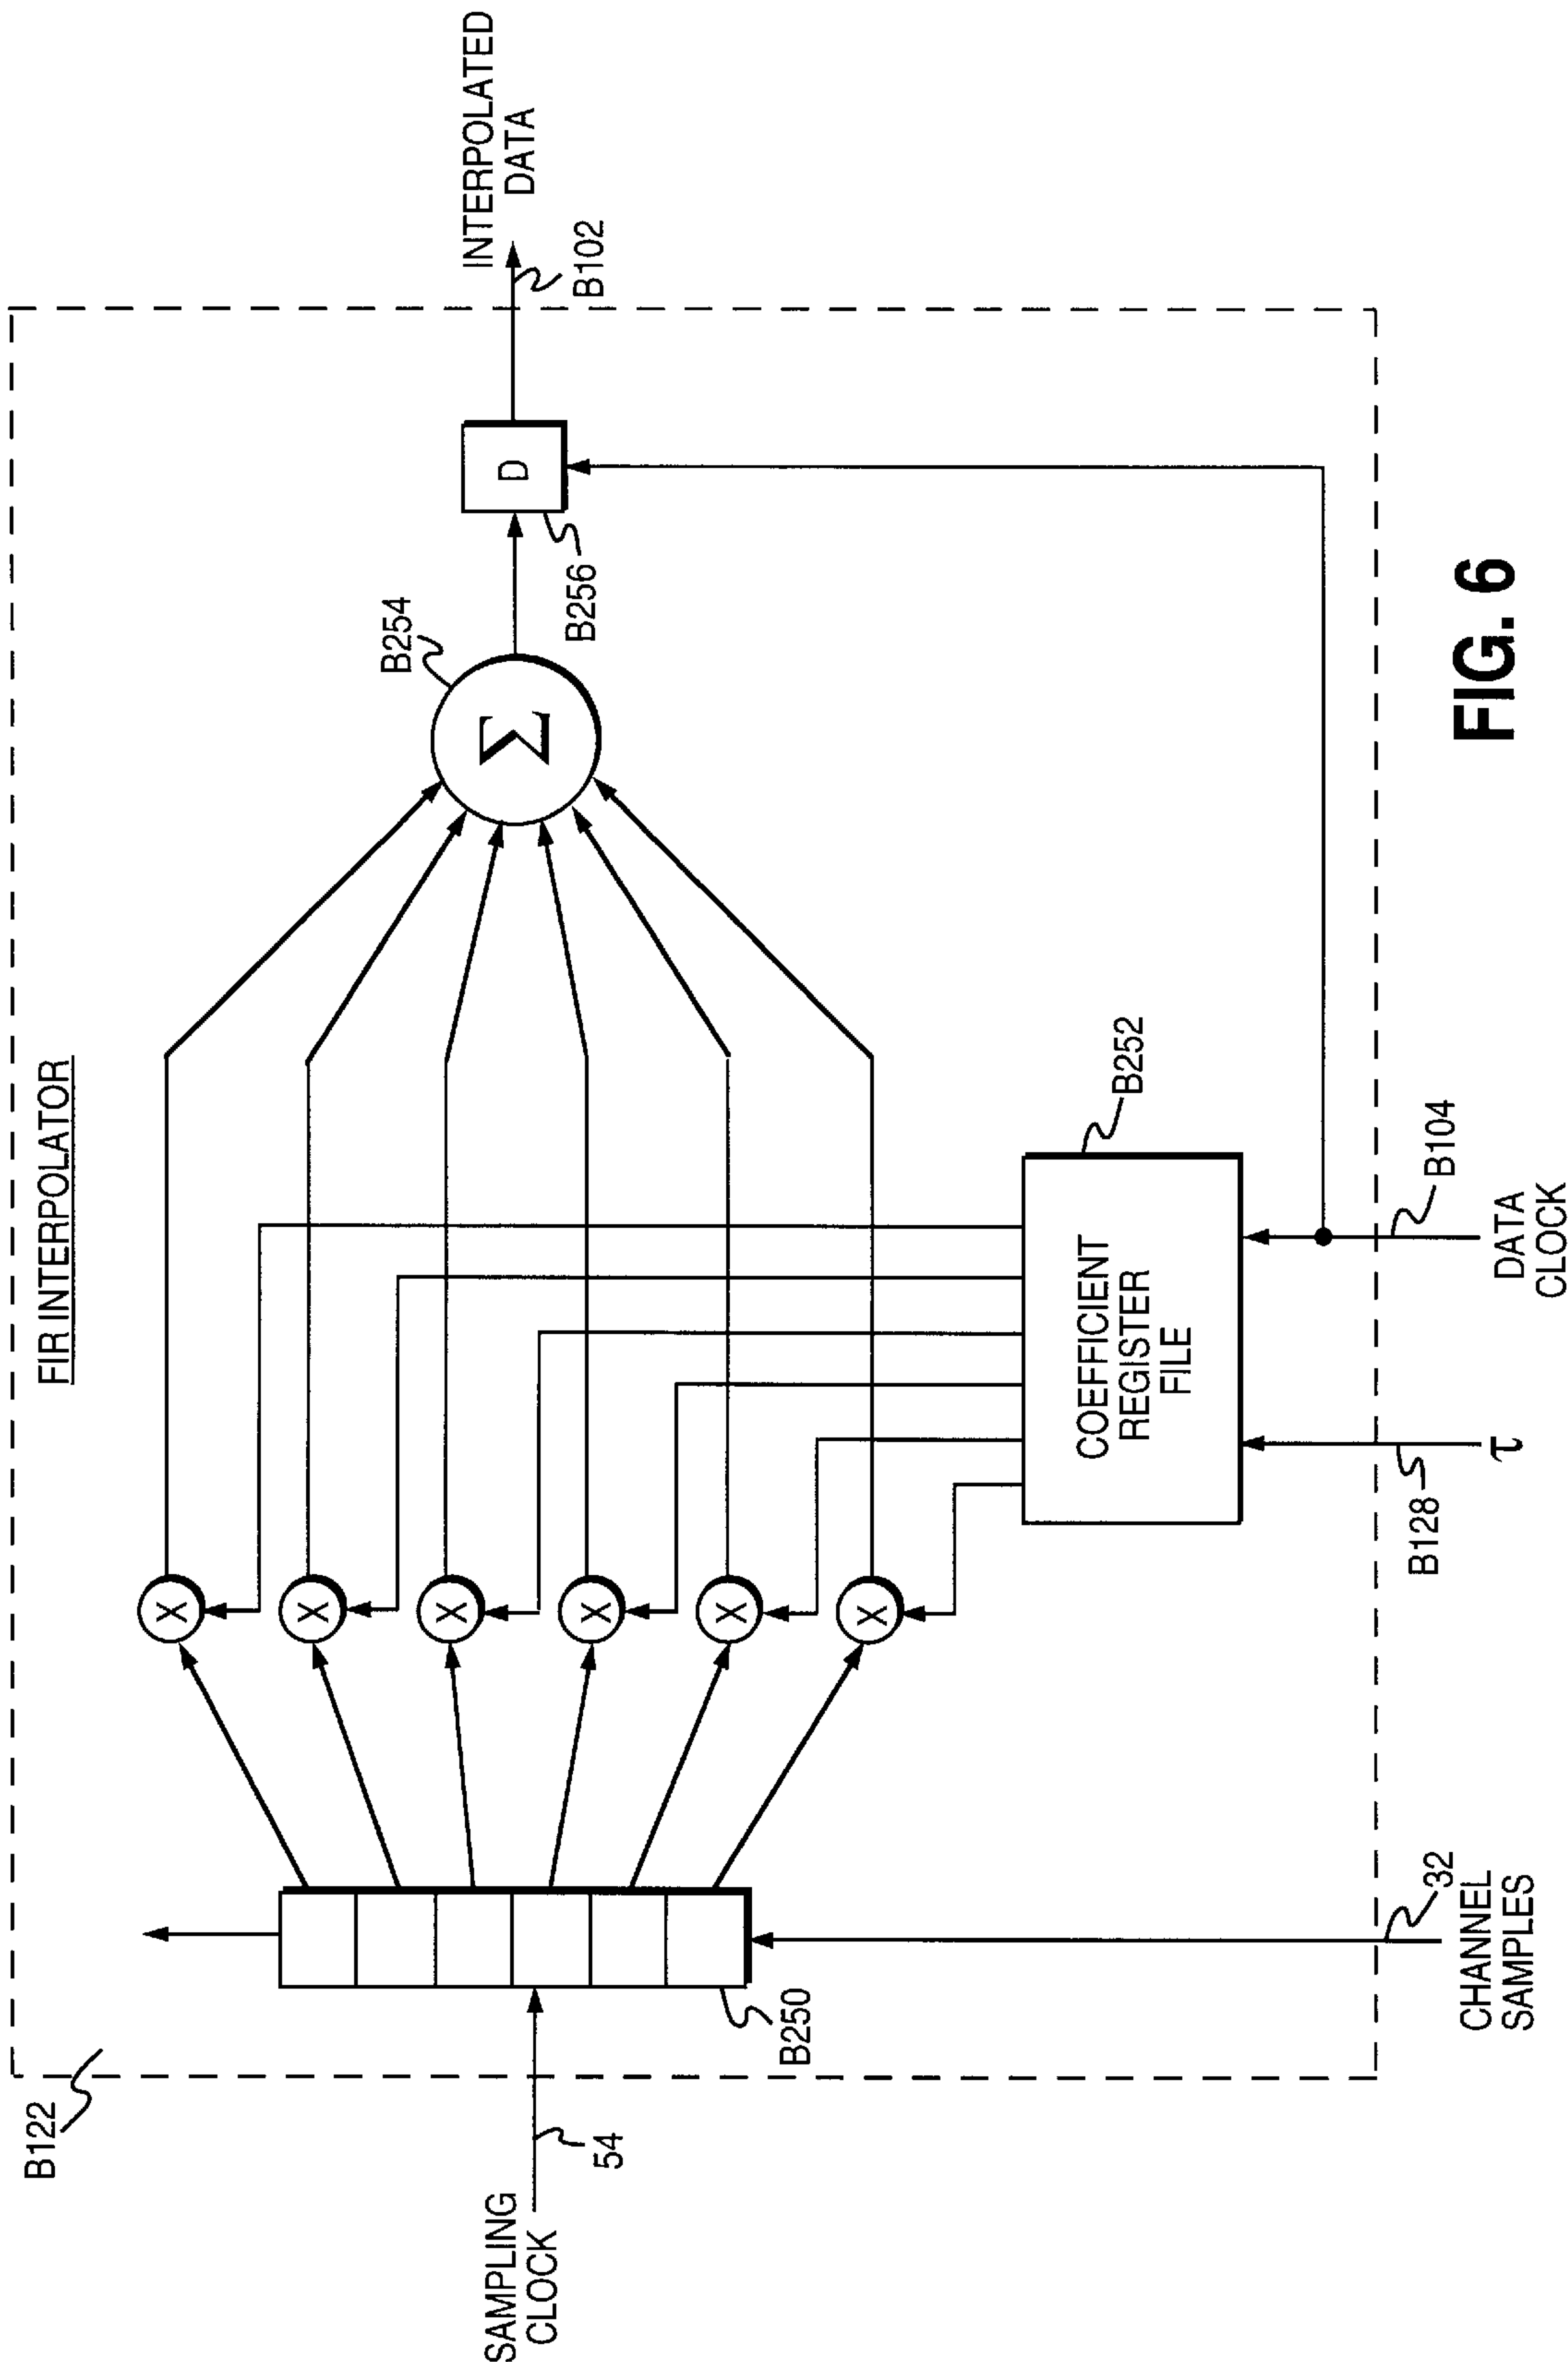 B122
FIR INTERPOLATOR
SAMPLING
CLOCK
54
B250
X
X
X
X
X
X
B254
Σ
B256
D
INTERPOLATED
DATA
B102
COEFFICIENT
REGISTER
FILE
B252
32
CHANNEL
SAMPLES
B128
τ
B104
DATA
CLOCK
FIG. 6